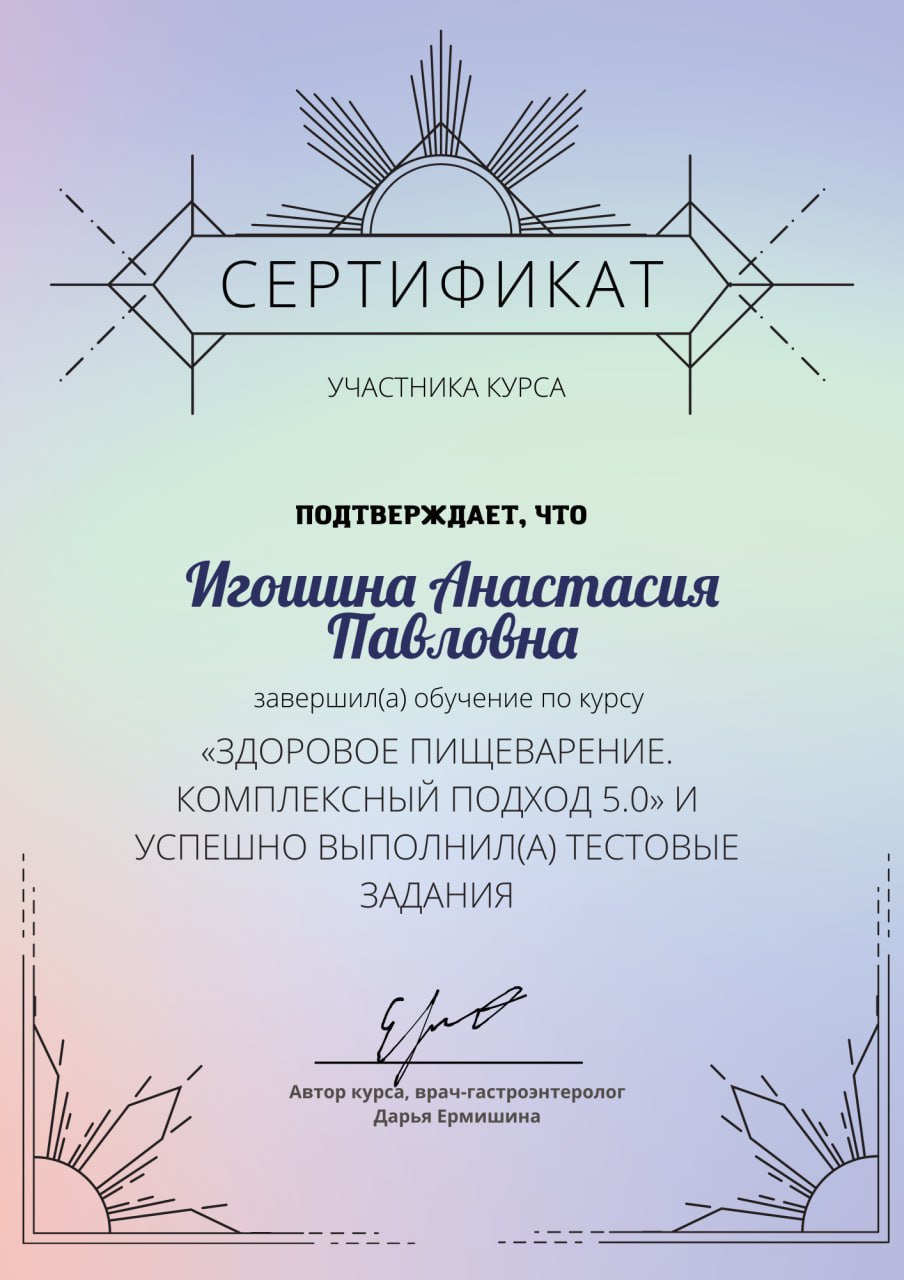 СЕРТИФИКАТ
УЧАСТНИКА КУРСА
ПОДТВЕРЖДАЕТ, ЧТО
Игошина Анастасия
Павловна
завершил(а) обучение по курсу
«ЗДОРОВОЕ ПИЩЕВАРЕНИЕ.
КОМПЛЕКСНЫЙ ПОДХОД 5.0» И
УСПЕШНО ВЫПОЛНИЛ(А) ТЕСТОВЫЕ
ЗАДАНИЯ
Автор курса, врач-гастроэнтеролог
Дарья Ермишина